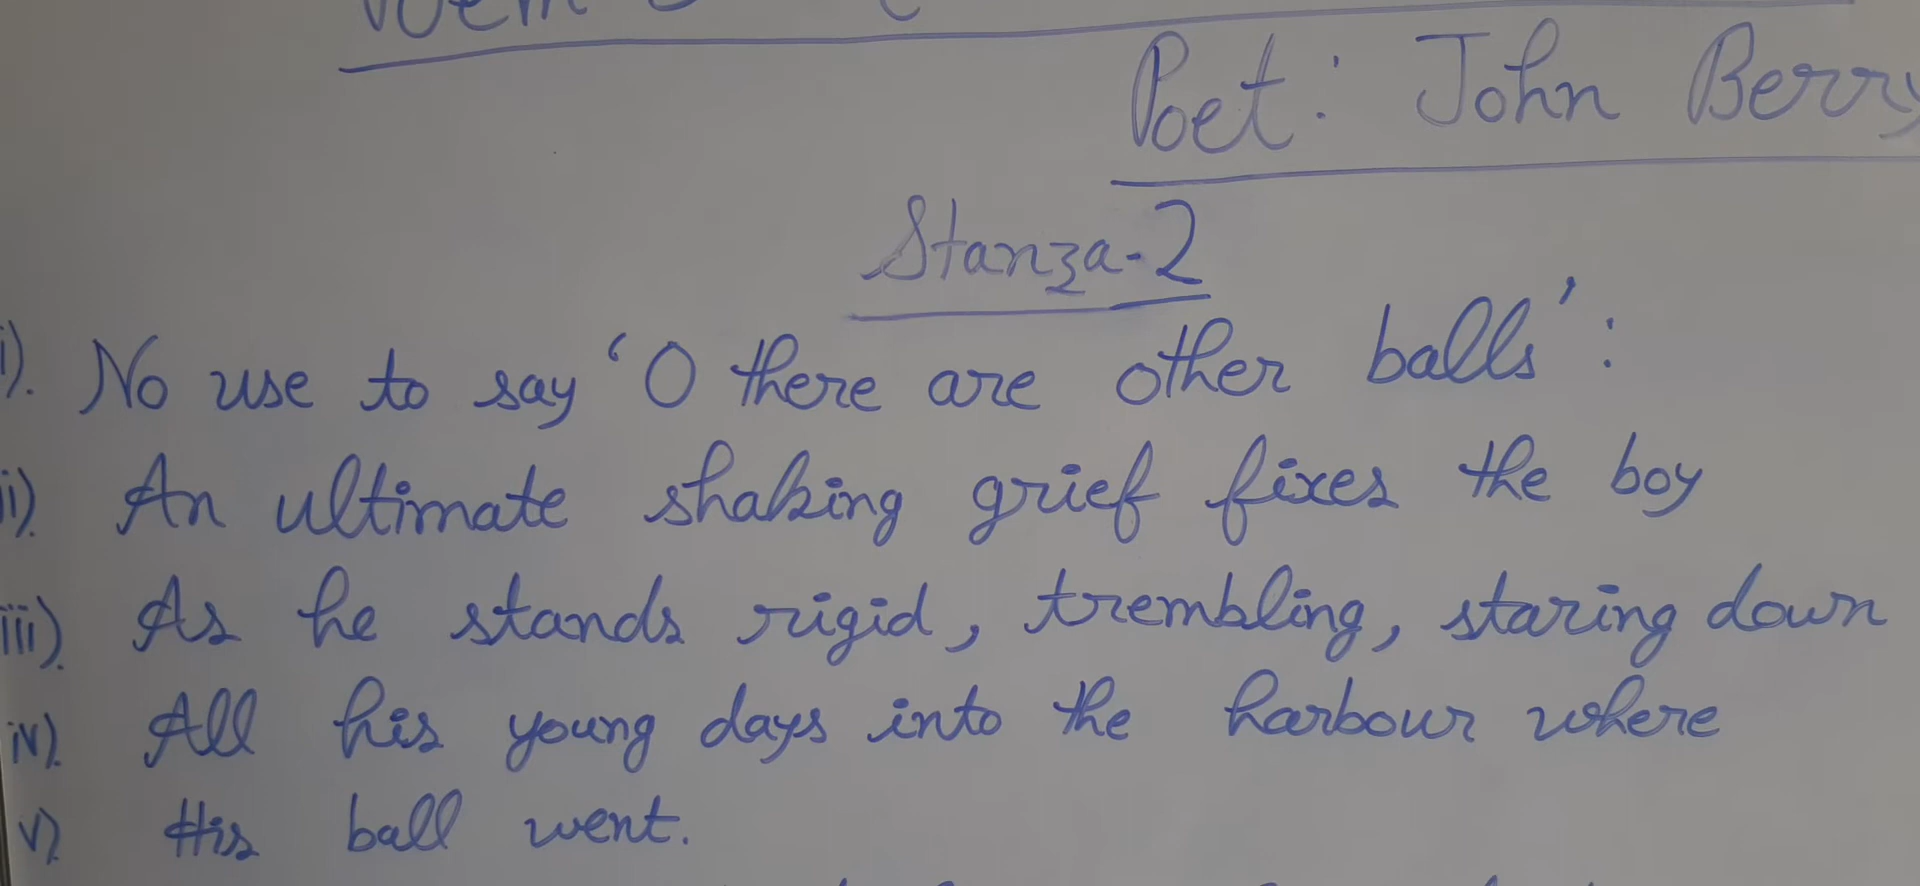 Poem
Poet: John Berry
Stanza-2
i). No use to say 'O there are other balls':
ii). An ultimate shaking grief fixes the boy
iii). As he stands rigid, trembling, staring down
iv). All his young days into the harbour where
v). His ball went.